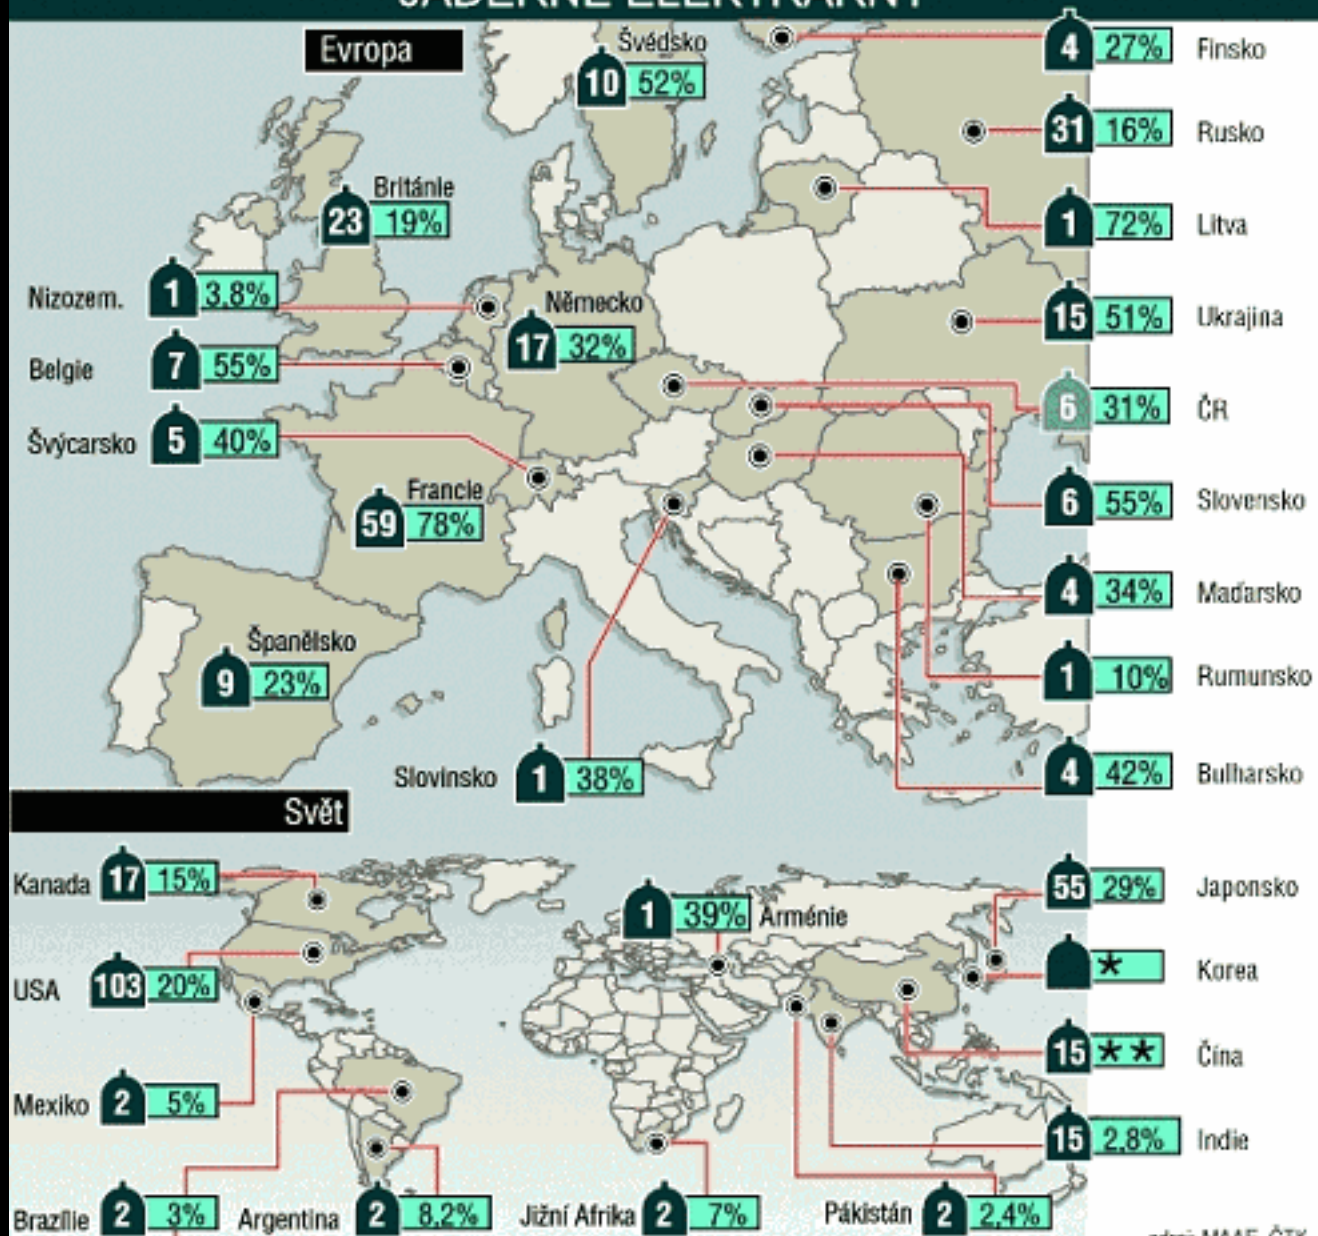 JADERNÉ ELEKTRÁRNY
Evropa
Švédsko
10 52%
4 27% Finsko
31 16% Rusko
Británie
23 19%
1 72% Litva
Nizozem. 1 3,8%
Německo
17 32%
15 51% Ukrajina
Belgie 7 55%
6 31% ČR
Švýcarsko 5 40%
Francie
59 78%
6 55% Slovensko
4 34% Maďarsko
Španělsko
9 23%
1 10% Rumunsko
Slovinsko 1 38%
4 42% Bulharsko
Svět
Kanada 17 15%
1 39% Arménie
55 29% Japonsko
* Korea
USA 103 20%
15 ** Čína
Mexiko 2 5%
15 2,8% Indie
Brazílie 2 3%
Argentina 2 8,2%
Jižní Afrika 2 7%
Pákistán 2 2,4%